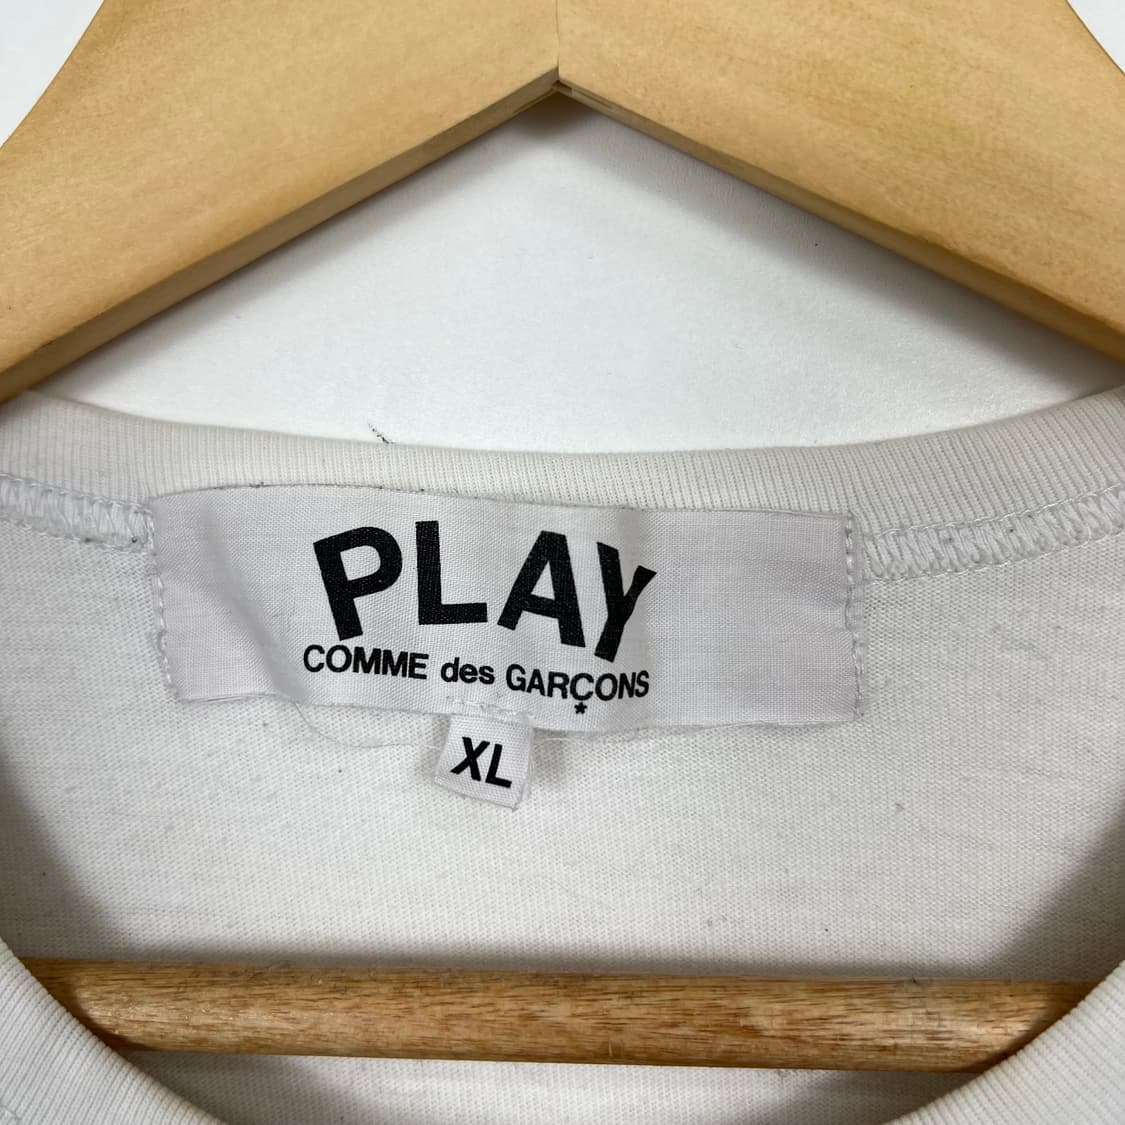 PLAY
COMME des GARÇONS
*
XL